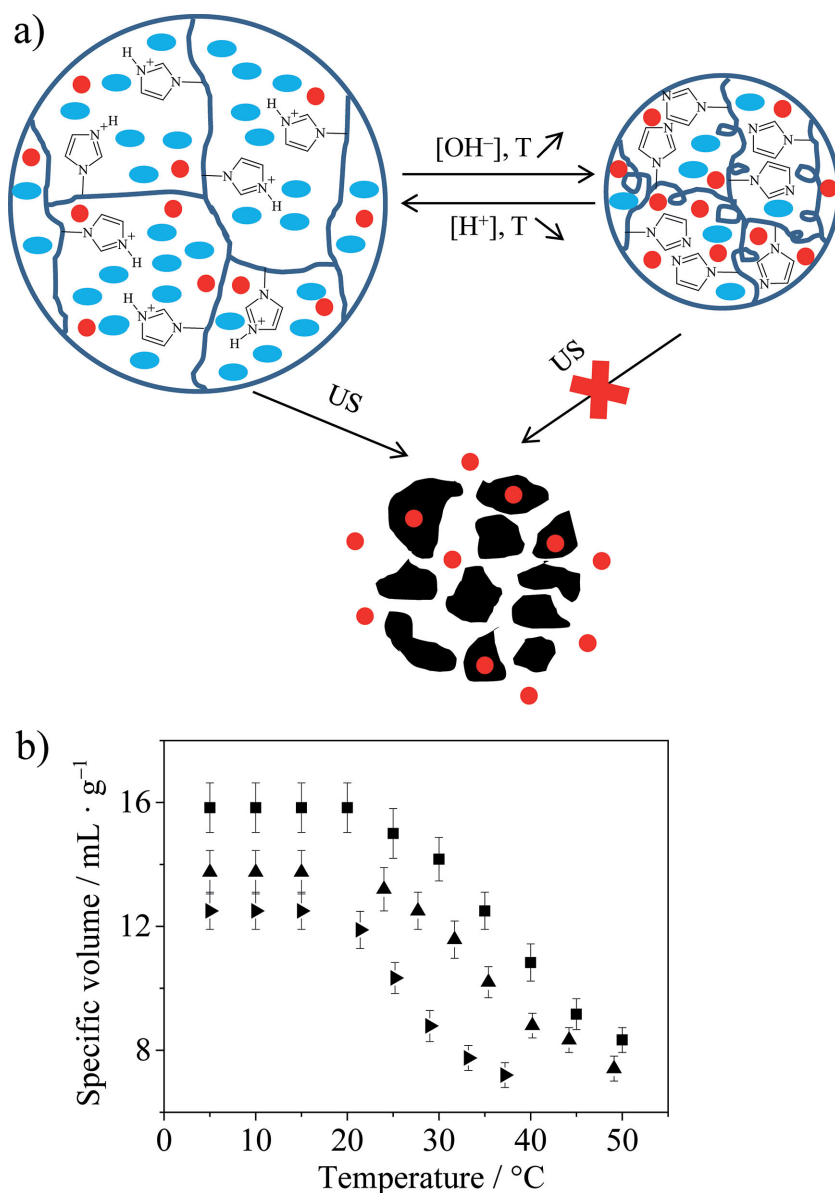 a)
H
N
+
N
N
+
H
N
H
N
+
N
N
N
+
H
N
N
+
H
H
N
+
N
N
N
+
H
[OH⁻], T ↗
[H⁺], T ↘
N
N
N
N
N
N
N
N
N
N
N
N
N
N
US
US
b)
Specific volume / mL · g⁻¹
16
12
8
0
10
20
30
40
50
Temperature / °C